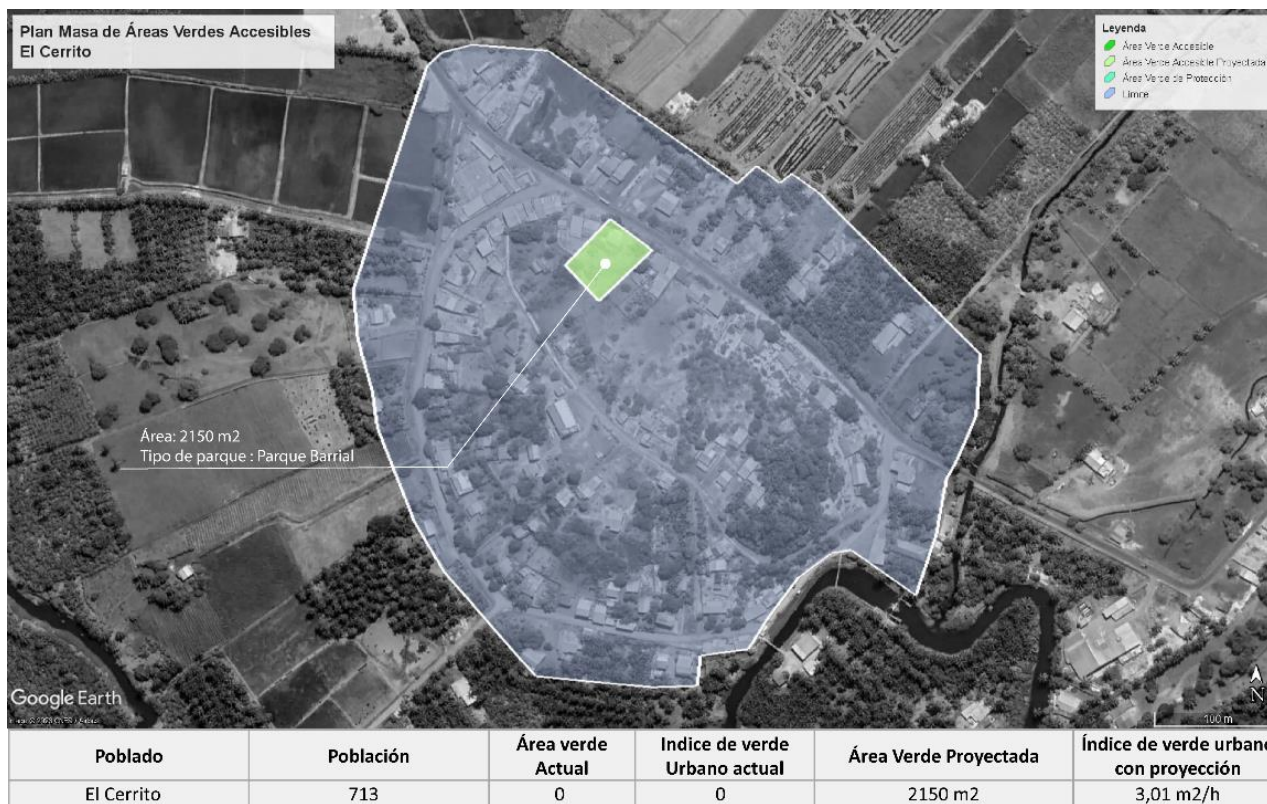 Plan Masa de Áreas Verdes Accesibles
El Cerrito
Leyenda
Área Verde Accesible
Área Verde Accesible Proyectada
Área Verde de Protección
Limite
Área: 2150 m2
Tipo de parque : Parque Barrial
Google Earth
N
100 m
Poblado Población Área verde Actual Indice de verde Urbano actual Área Verde Proyectada Índice de verde urbano con proyección
El Cerrito 713 0 0 2150 m2 3,01 m2/h